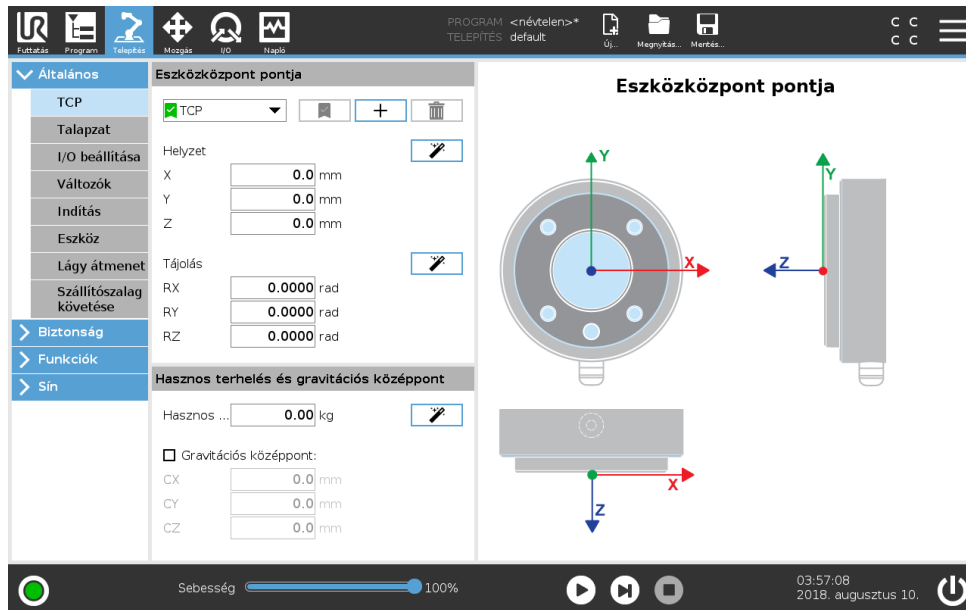 PROGRAM <névtelen>*
TELEPÍTÉS default
Futtatás Program Telepítés Mozgás I/O Napló Új... Megnyitás... Mentés...
C C
C C
Általános
TCP
Talapzat
I/O beállítása
Változók
Indítás
Eszköz
Lágy átmenet
Szállítószalag
követése
Biztonság
Funkciók
Sín
Eszközközpont pontja
TCP
Helyzet
X 0.0 mm
Y 0.0 mm
Z 0.0 mm
Tájolás
RX 0.0000 rad
RY 0.0000 rad
RZ 0.0000 rad
Hasznos terhelés és gravitációs középpont
Hasznos ... 0.00 kg
Gravitációs középpont:
CX 0.0 mm
CY 0.0 mm
CZ 0.0 mm
Eszközközpont pontja
Y
X
Y
Z
X
Z
Sebesség 100%
03:57:08
2018. augusztus 10.